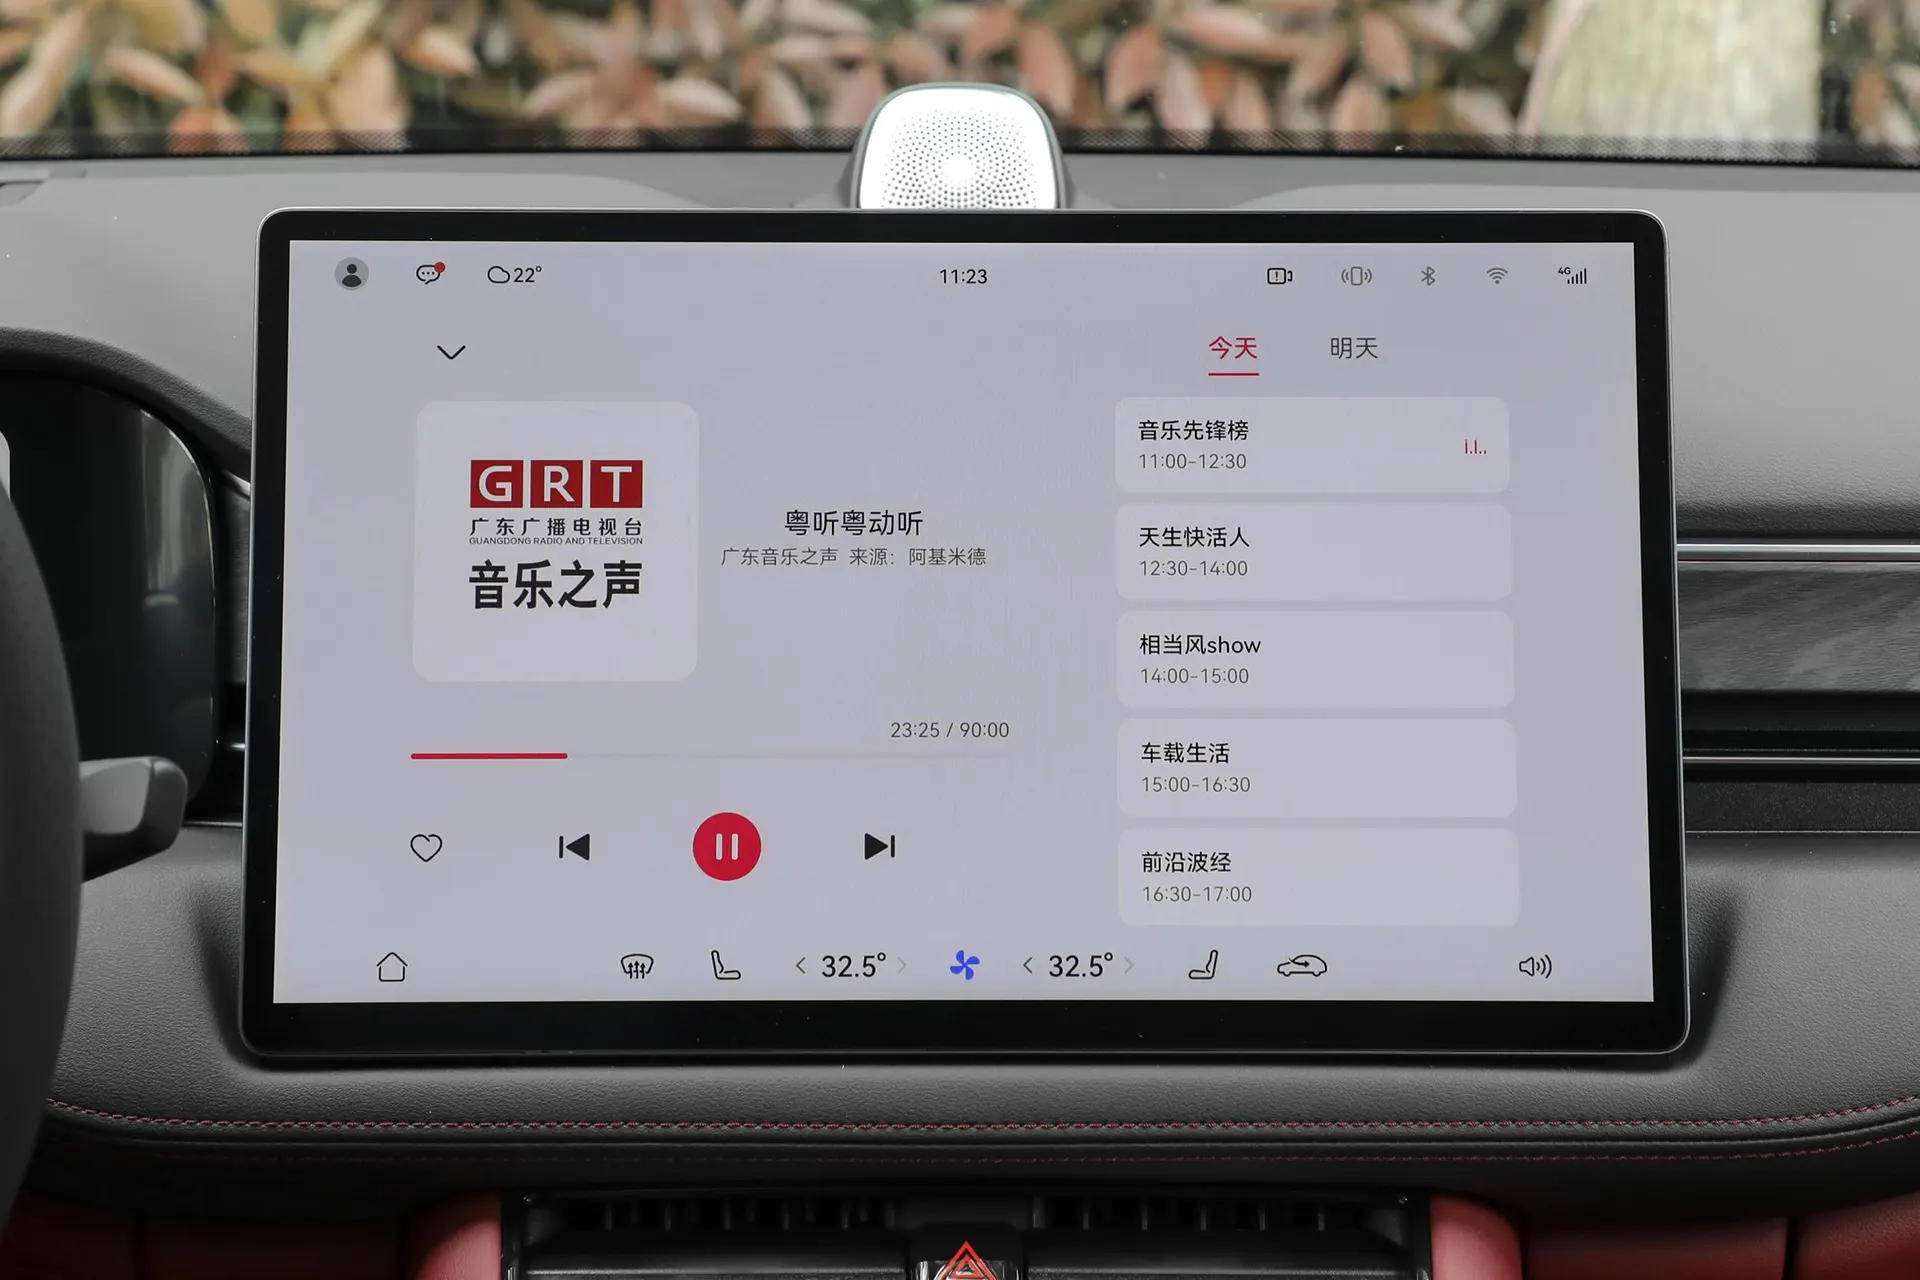 22°
11:23
4G
今天 明天
GRT
广东广播电视台
GUANGDONG RADIO AND TELEVISION
音乐之声
粤听粤动听
广东音乐之声 来源：阿基米德
23:25 / 90:00
音乐先锋榜
11:00-12:30
天生快活人
12:30-14:00
相当风show
14:00-15:00
车载生活
15:00-16:30
前沿波经
16:30-17:00
32.5° 32.5°